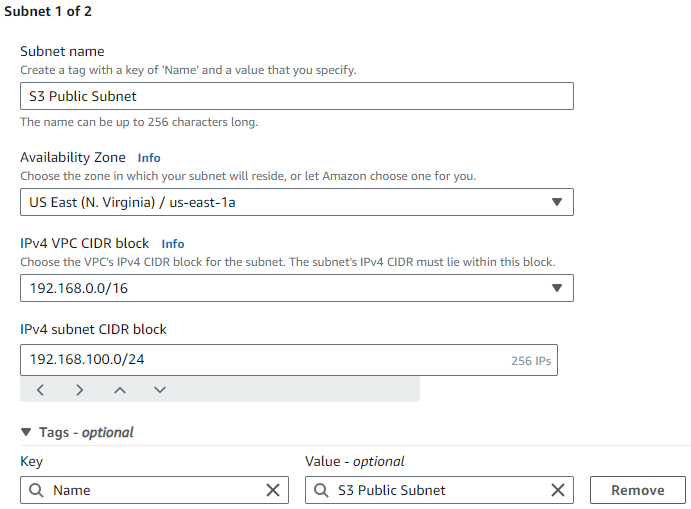 Subnet 1 of 2
Subnet name
Create a tag with a key of 'Name' and a value that you specify.
S3 Public Subnet
The name can be up to 256 characters long.
Availability Zone Info
Choose the zone in which your subnet will reside, or let Amazon choose one for you.
US East (N. Virginia) / us-east-1a
IPv4 VPC CIDR block Info
Choose the VPC's IPv4 CIDR block for the subnet. The subnet's IPv4 CIDR must lie within this block.
192.168.0.0/16
IPv4 subnet CIDR block
192.168.100.0/24 256 IPs
Tags - optional
Key Value - optional
Name S3 Public Subnet Remove